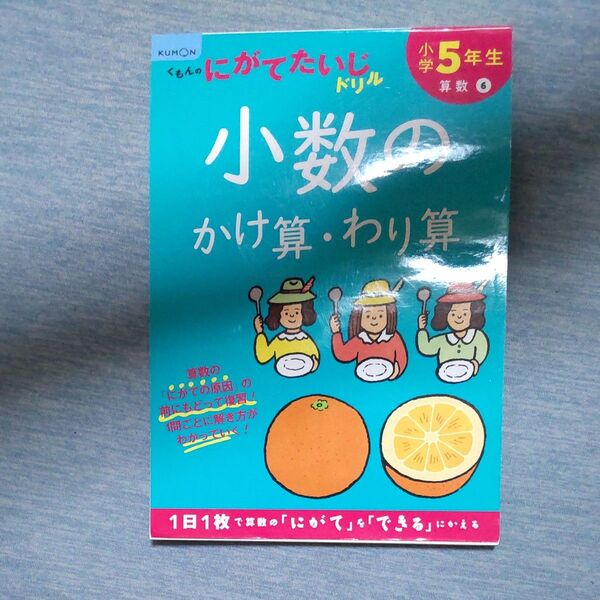 KUMON
くもんの にがてたいじ
ドリル
小学5年生
算数 6
小数の
かけ算・わり算
算数の
「にがての原因」の
前にもどって復習!
1問ごとに解き方が
わかっていく!
1日1枚で算数の「にがて」を「できる」にかえる